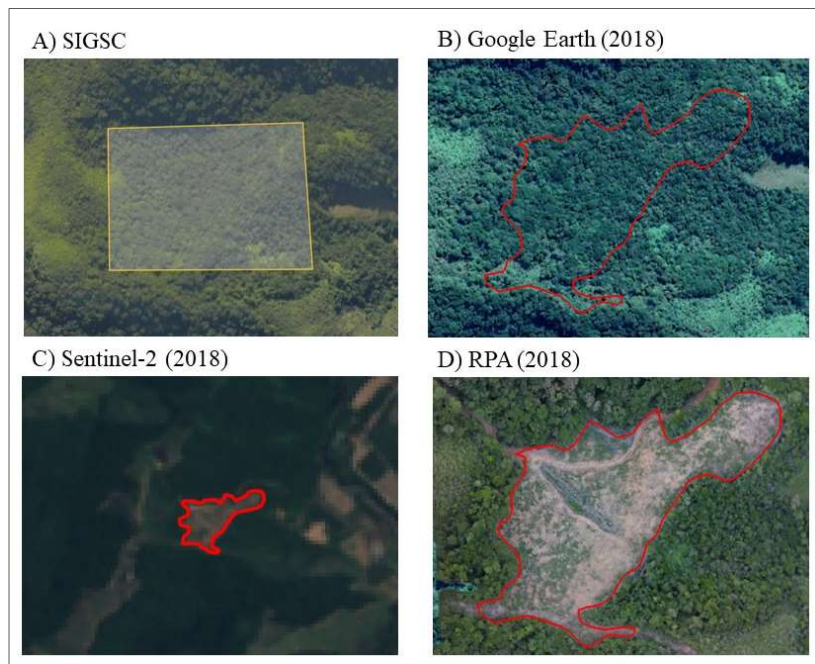 A) SIGSC
B) Google Earth (2018)
C) Sentinel-2 (2018)
D) RPA (2018)